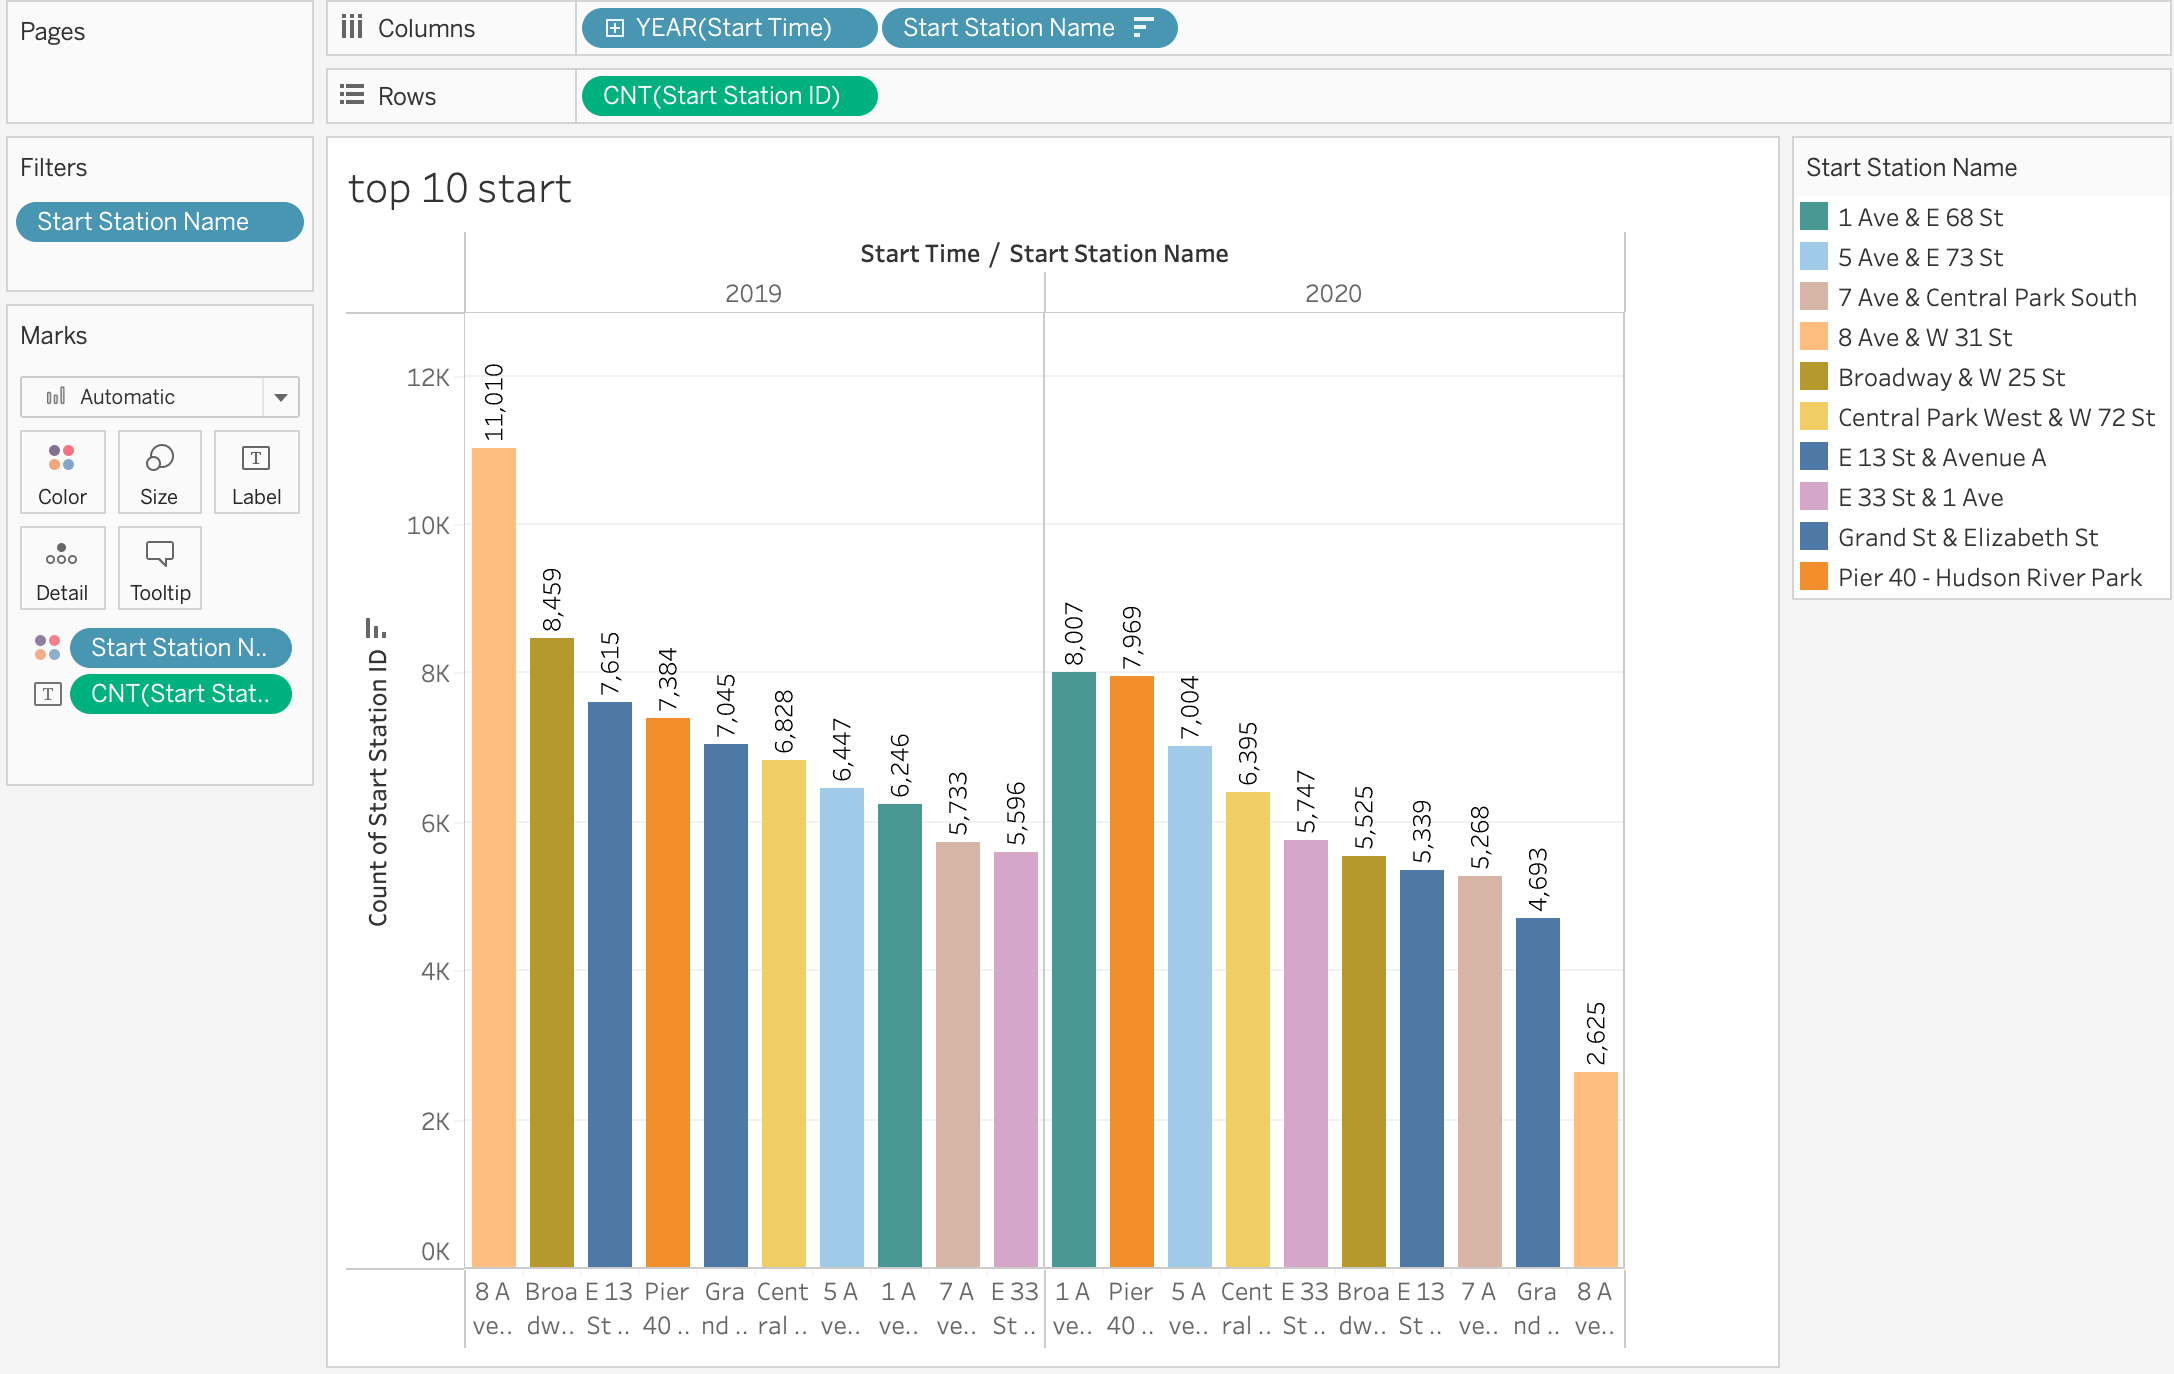 Pages
Columns
YEAR(Start Time)
Start Station Name
Rows
CNT(Start Station ID)
Filters
Start Station Name
Marks
Automatic
Color
Size
T
Label
Detail
Tooltip
Start Station N..
T
CNT(Start Stat..
top 10 start
Start Time / Start Station Name
2019
2020
Count of Start Station ID
12K
10K
8K
6K
4K
2K
0K
11,010
8,459
7,615
7,384
7,045
6,828
6,447
6,246
5,733
5,596
8,007
7,969
7,004
6,395
5,747
5,525
5,339
5,268
4,693
2,625
8 A Broa E 13 Pier Gra Cent 5 A 1 A 7 A E 33 1 A Pier 5 A Cent E 33 Broa E 13 7 A Gra 8 A
ve.. dw.. St .. 40 .. nd .. ral .. ve.. ve.. ve.. St .. ve.. 40 .. ve.. ral .. St .. dw.. St .. ve.. nd .. ve..
Start Station Name
1 Ave & E 68 St
5 Ave & E 73 St
7 Ave & Central Park South
8 Ave & W 31 St
Broadway & W 25 St
Central Park West & W 72 St
E 13 St & Avenue A
E 33 St & 1 Ave
Grand St & Elizabeth St
Pier 40 - Hudson River Park